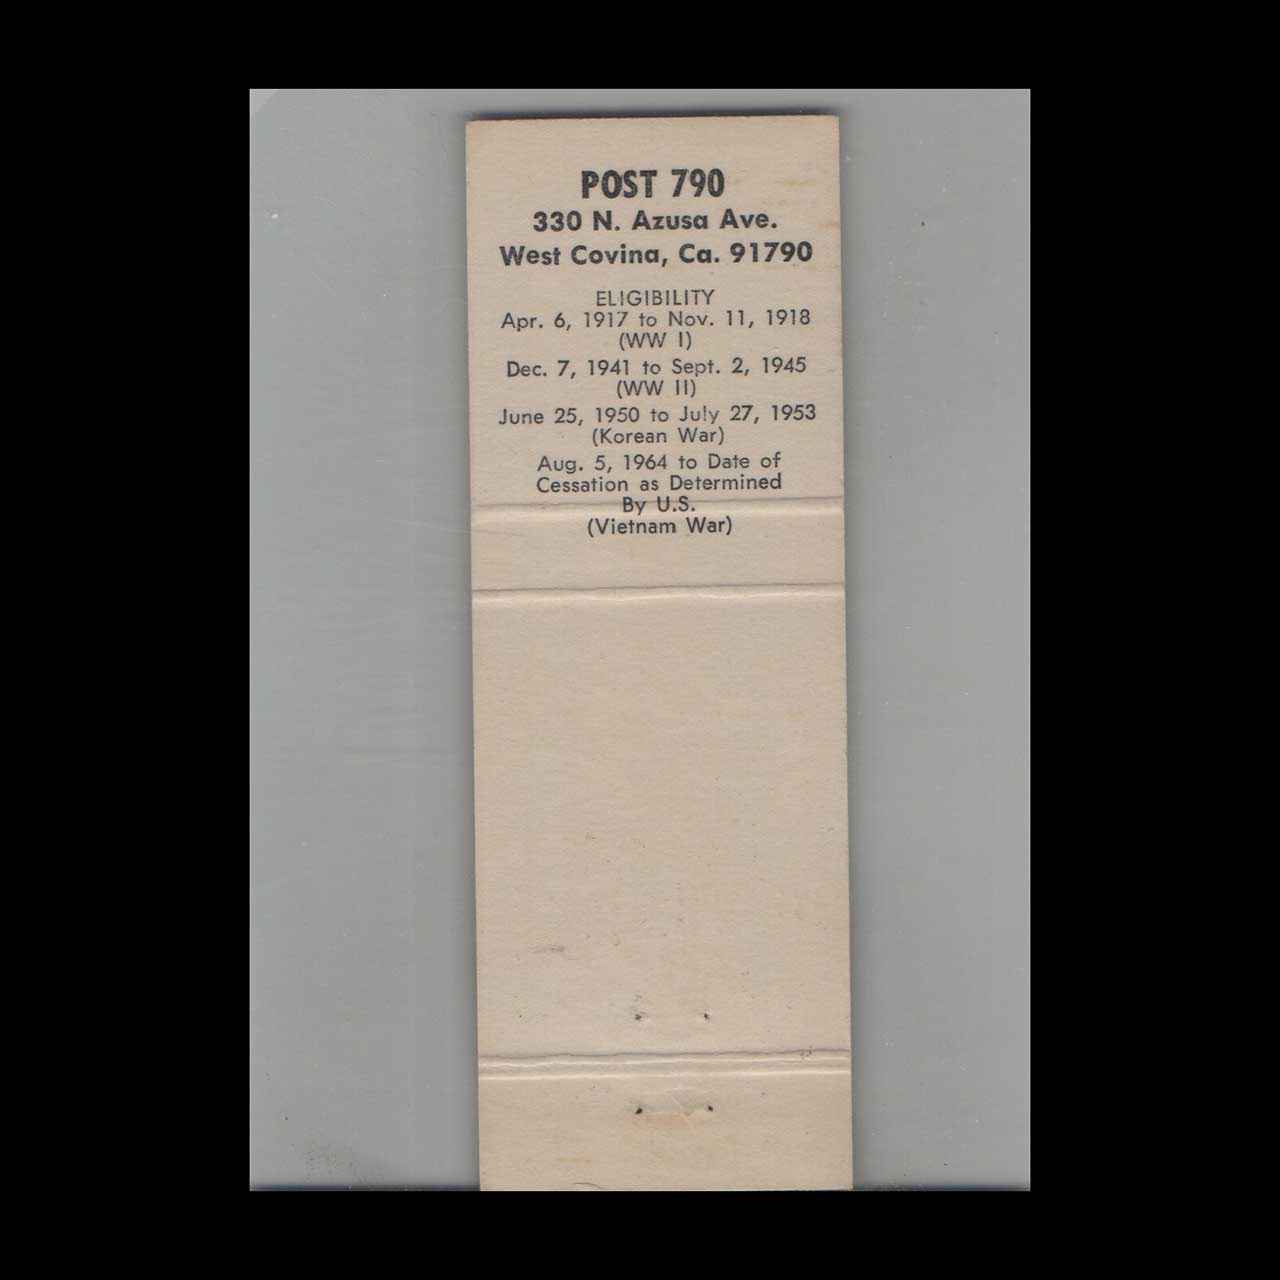 POST 790
330 N. Azusa Ave.
West Covina, Ca. 91790
ELIGIBILITY
Apr. 6, 1917 to Nov. 11, 1918
(WW I)
Dec. 7, 1941 to Sept. 2, 1945
(WW II)
June 25, 1950 to July 27, 1953
(Korean War)
Aug. 5, 1964 to Date of
Cessation as Determined
By U.S.
(Vietnam War)